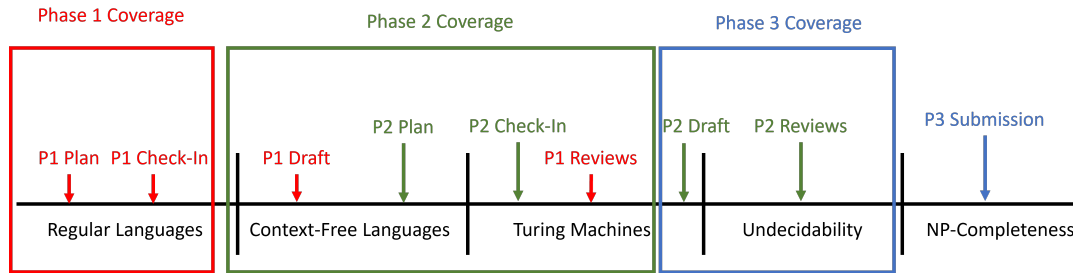 Phase 1 Coverage
Phase 2 Coverage
Phase 3 Coverage
P3 Submission
P2 Plan
P2 Check-In
P2 Draft
P2 Reviews
P1 Plan
P1 Check-In
P1 Draft
P1 Reviews
Regular Languages
Context-Free Languages
Turing Machines
Undecidability
NP-Completeness